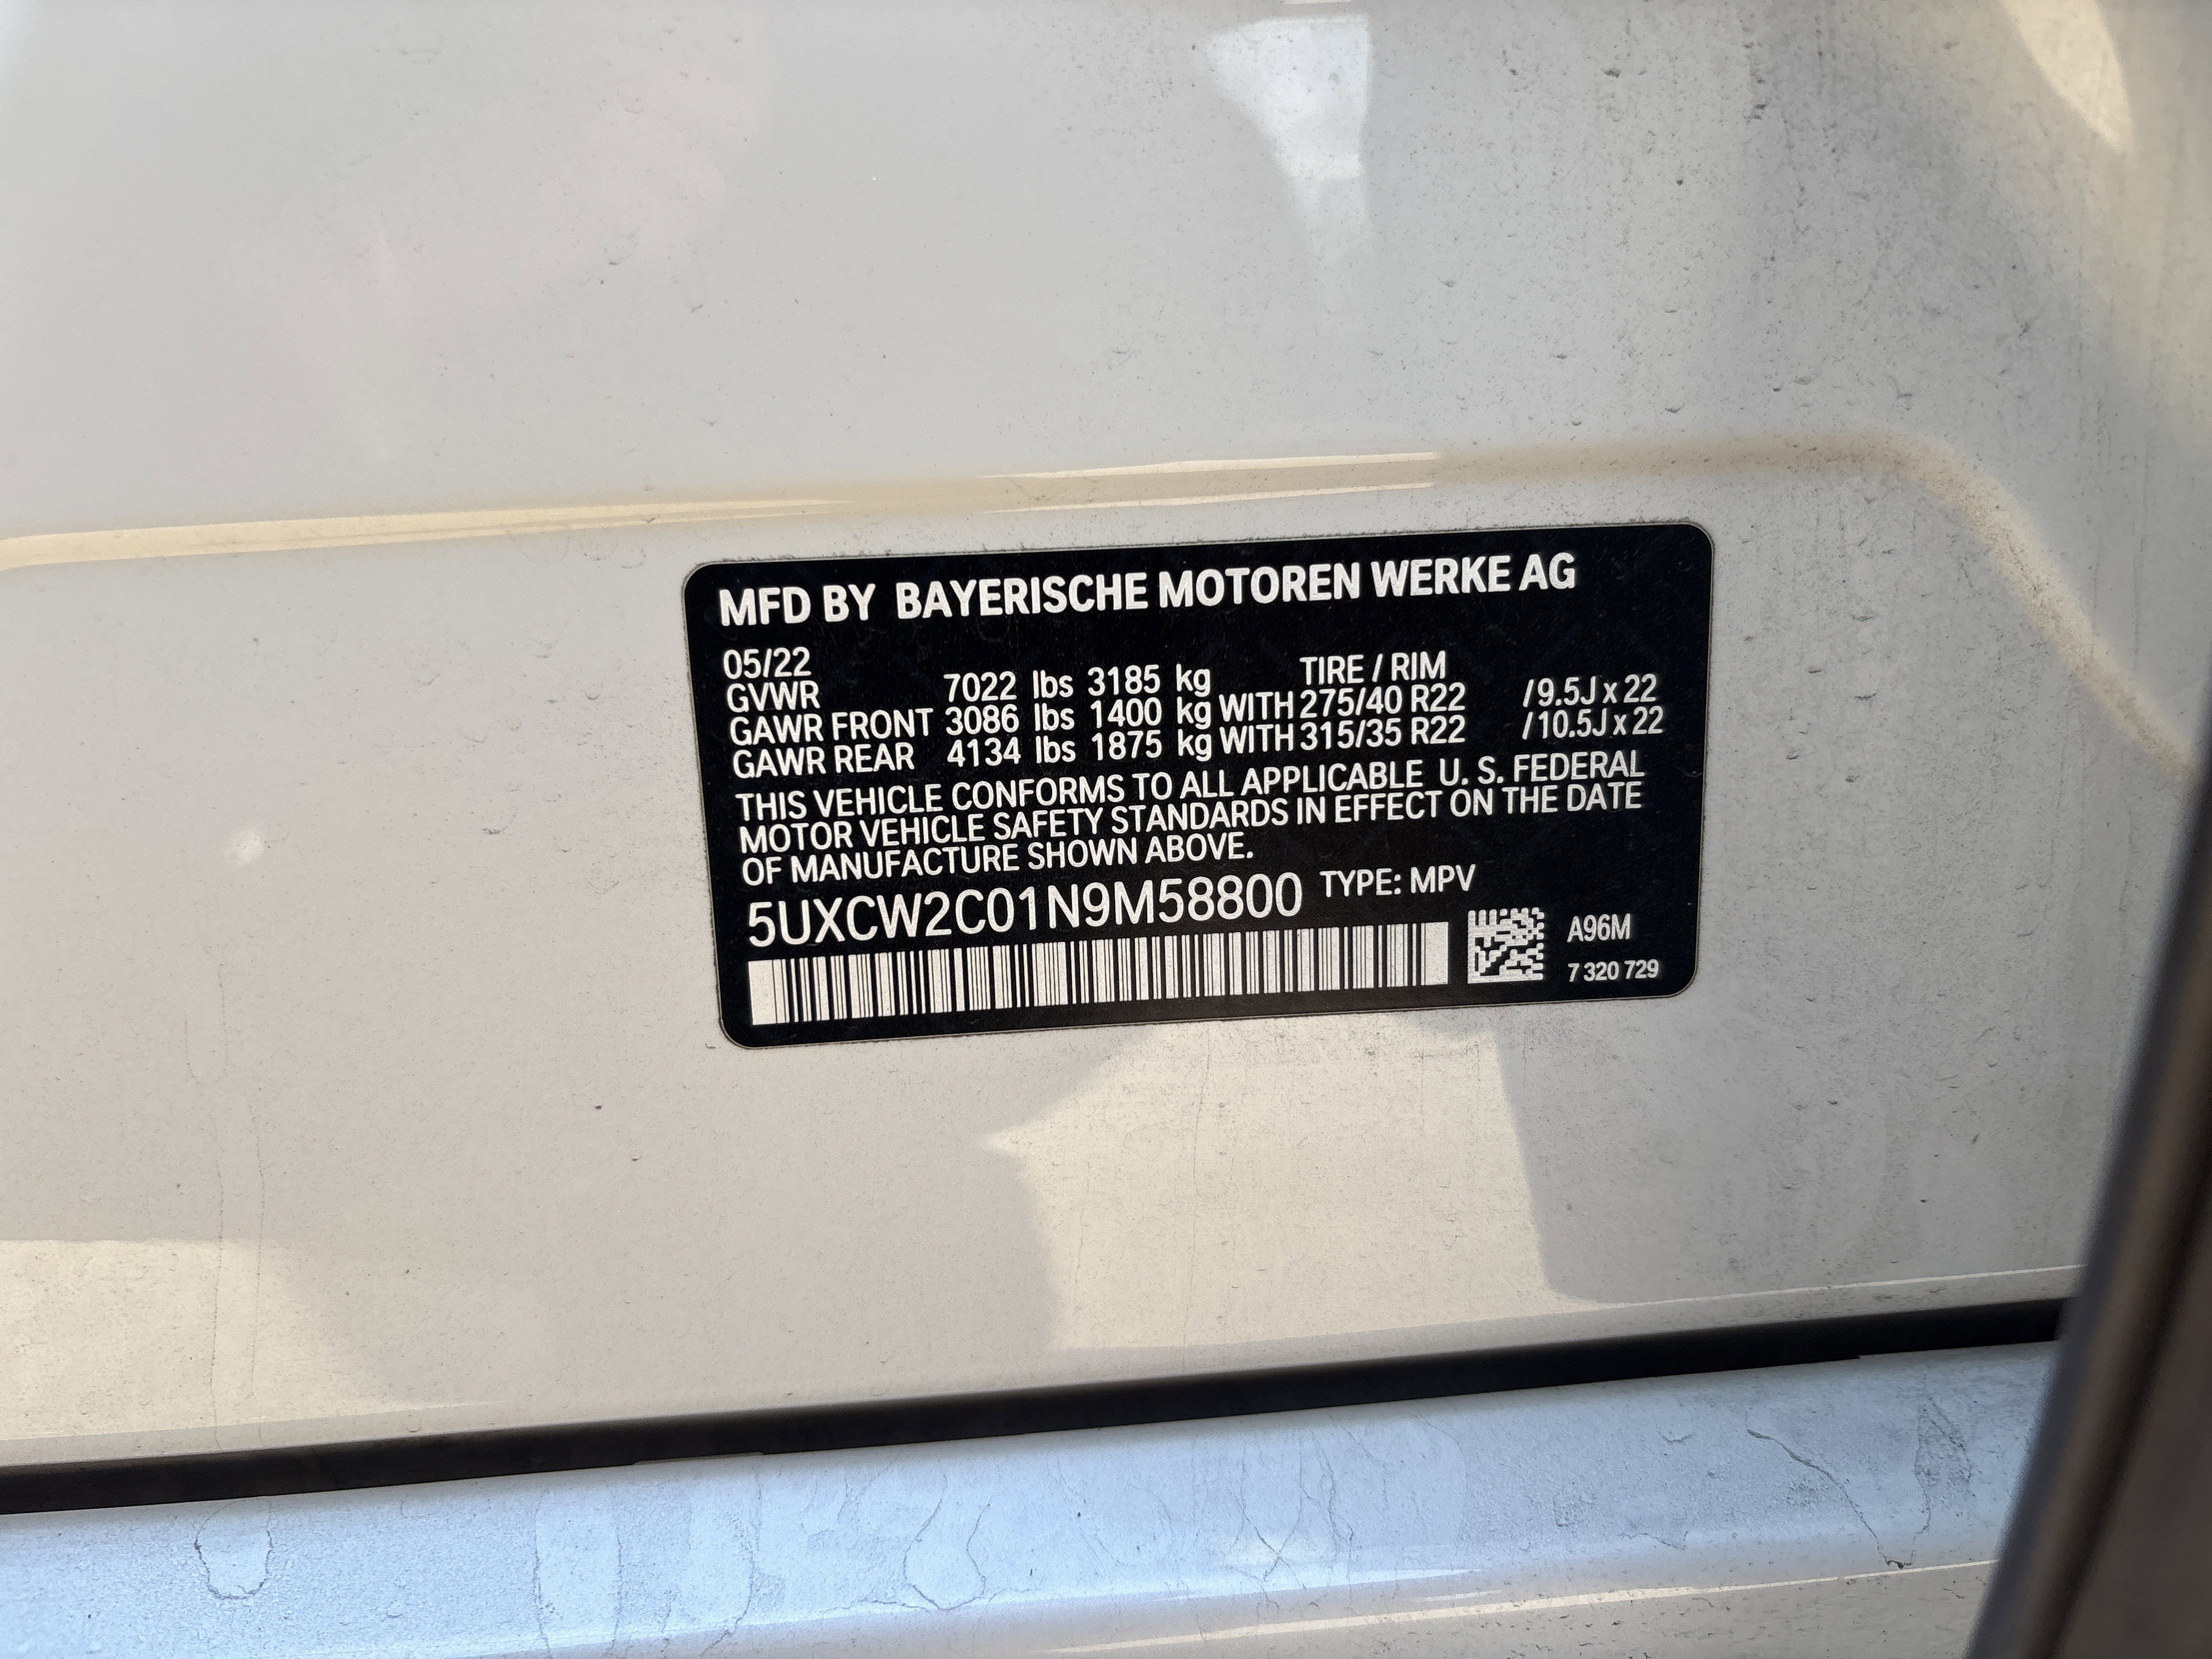 MFD BY BAYERISCHE MOTOREN WERKE AG
05/22
GVWR 7022 lbs 3185 kg TIRE / RIM
GAWR FRONT 3086 lbs 1400 kg WITH 275/40 R22 / 9.5J x 22
GAWR REAR 4134 lbs 1875 kg WITH 315/35 R22 / 10.5J x 22
THIS VEHICLE CONFORMS TO ALL APPLICABLE U. S. FEDERAL
MOTOR VEHICLE SAFETY STANDARDS IN EFFECT ON THE DATE
OF MANUFACTURE SHOWN ABOVE.
5UXCW2C01N9M58800 TYPE: MPV
A96M
7 320 729